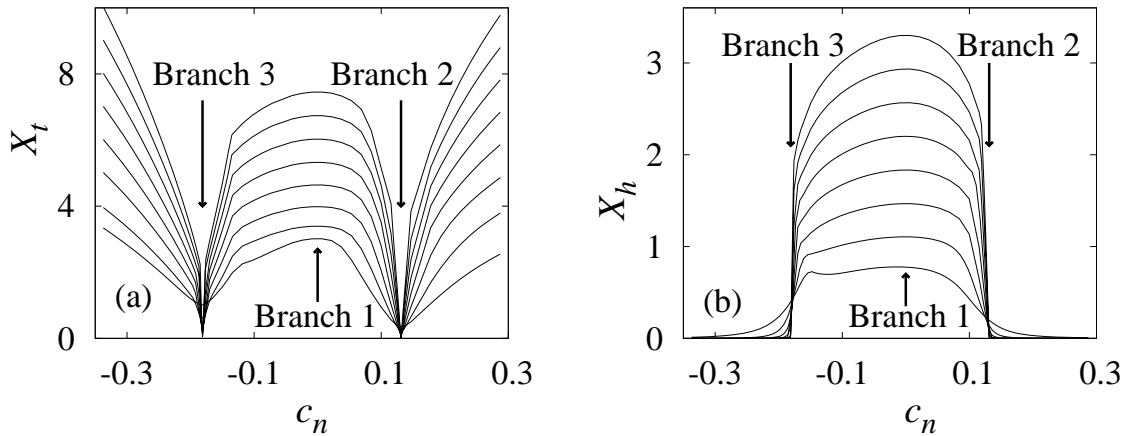 X_t
8
4
0
Branch 3
Branch 2
Branch 1
(a)
-0.3
-0.1
0.1
0.3
c_n
X_h
3
2
1
0
Branch 3
Branch 2
Branch 1
(b)
-0.3
-0.1
0.1
0.3
c_n